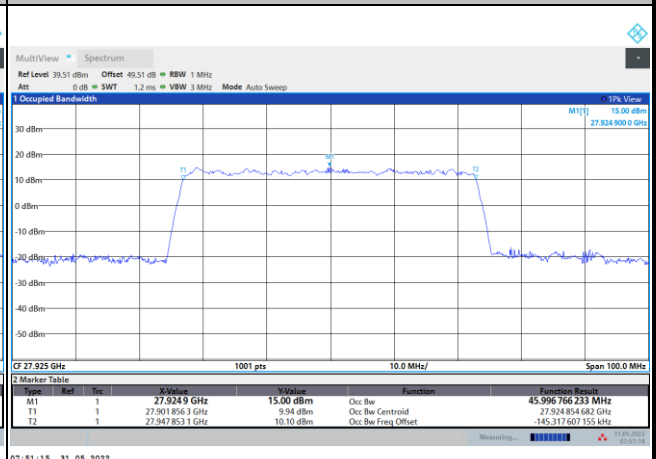 MultiView Spectrum
Ref Level 39.51 dBm Offset 49.51 dB RBW 1 MHz
Att 0 dB SWT 1.2 ms VBW 3 MHz Mode Auto Sweep
1 Occupied Bandwidth 1Pk View
M1[1] 15.00 dBm
27.924 900 0 GHz
30 dBm
20 dBm
M1
T1 T2
10 dBm
0 dBm
-10 dBm
-20 dBm
-30 dBm
-40 dBm
-50 dBm
CF 27.925 GHz 1001 pts 10.0 MHz/ Span 100.0 MHz
2 Marker Table
Type Ref Trc X-Value Y-Value Function Function Result
M1 1 27.924 9 GHz 15.00 dBm Occ Bw 45.996 766 233 MHz
T1 1 27.901 856 3 GHz 9.94 dBm Occ Bw Centroid 27.924 854 682 GHz
T2 1 27.947 853 1 GHz 10.10 dBm Occ Bw Freq Offset -145.317 607 155 kHz
Measuring... 31.05.2022
07:51:14
07:51:15 31.05.2022